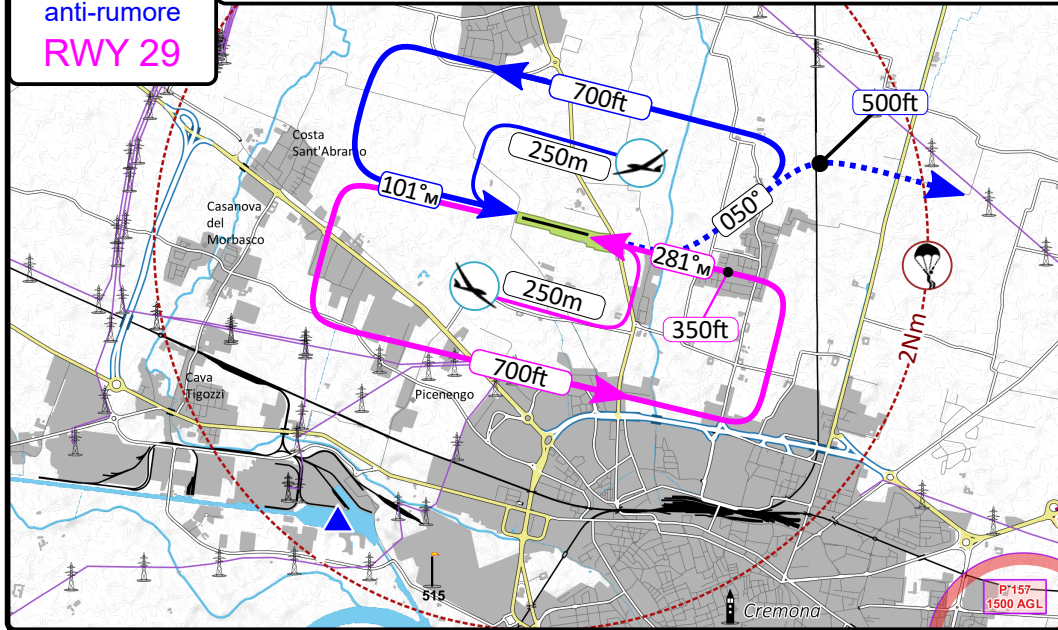 anti-rumore
RWY 29
700ft
500ft
Costa
Sant'Abramo
250m
101°M
050°
Casanova
del
Morbasco
281°M
250m
350ft
2Nm
700ft
Cava
Tigozzi
Picenengo
515
Cremona
P 157
1500 AGL